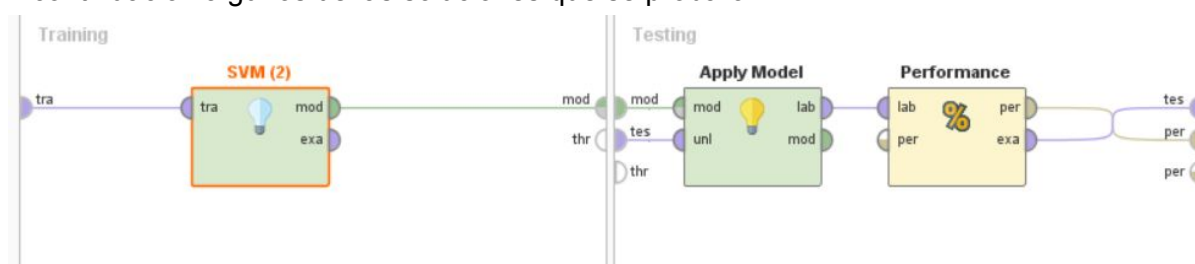 Training
Testing
SVM (2)
Apply Model
Performance
tra
tra
mod
exa
mod
thr
mod
tes
thr
mod
unl
lab
mod
lab
per
per
exa
tes
per
per